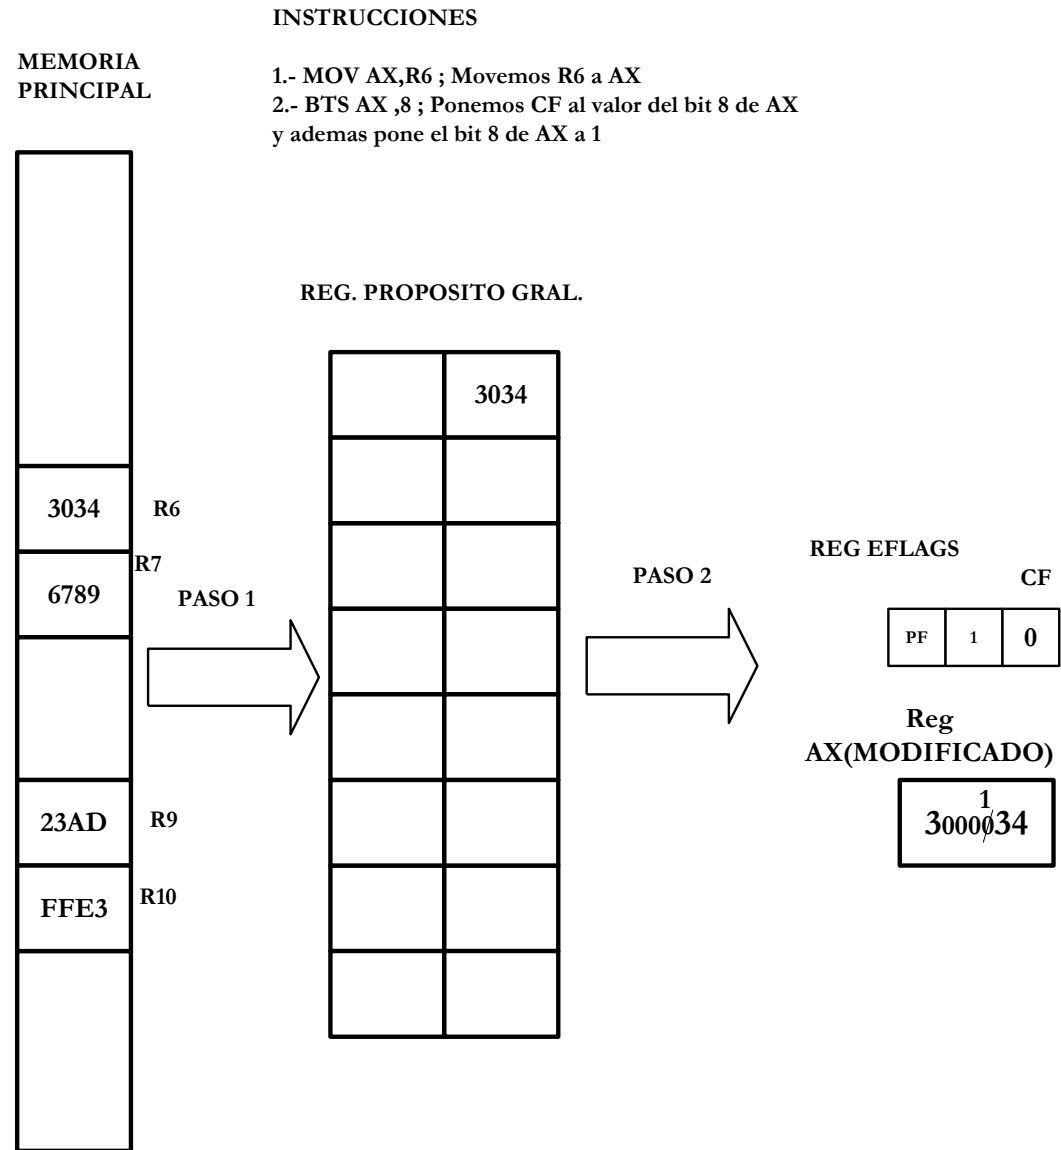 INSTRUCCIONES
MEMORIA
PRINCIPAL
1.- MOV AX,R6 ; Movemos R6 a AX
2.- BTS AX ,8 ; Ponemos CF al valor del bit 8 de AX
y ademas pone el bit 8 de AX a 1
REG. PROPOSITO GRAL.
3034
3034
R6
R7
6789
PASO 1
PASO 2
REG EFLAGS
CF
PF
1
0
Reg
AX(MODIFICADO)
1
3000034
23AD
R9
FFE3
R10